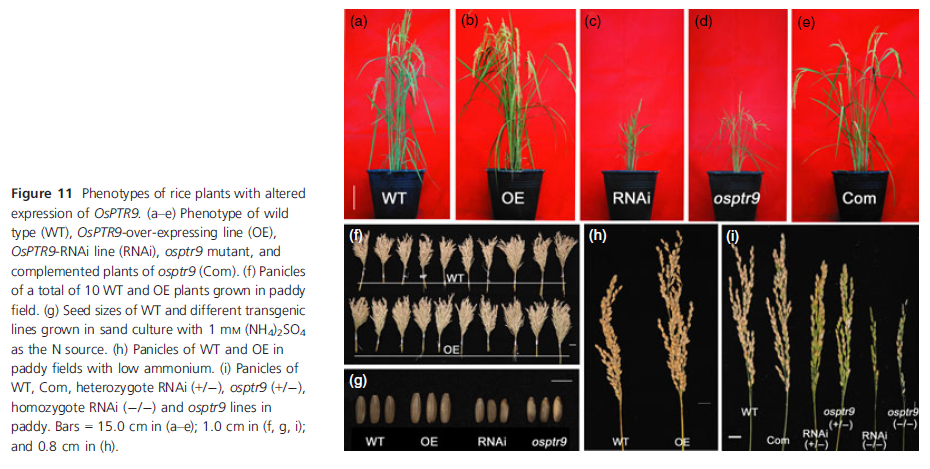 Figure 11 Phenotypes of rice plants with altered
expression of OsPTR9. (a–e) Phenotype of wild
type (WT), OsPTR9-over-expressing line (OE),
OsPTR9-RNAi line (RNAi), osptr9 mutant, and
complemented plants of osptr9 (Com). (f) Panicles
of a total of 10 WT and OE plants grown in paddy
field. (g) Seed sizes of WT and different transgenic
lines grown in sand culture with 1 mM (NH4)2SO4
as the N source. (h) Panicles of WT and OE in
paddy fields with low ammonium. (i) Panicles of
WT, Com, heterozygote RNAi (+/−), osptr9 (+/−),
homozygote RNAi (−/−) and osptr9 lines in
paddy. Bars = 15.0 cm in (a–e); 1.0 cm in (f, g, i);
and 0.8 cm in (h).
(a) (b) (c) (d) (e)
WT OE RNAi osptr9 Com
(f)
WT
OE
(g)
WT OE RNAi osptr9
(h)
WT OE
(i)
WT
Com
RNAi
(+/−)
osptr9
(+/−)
RNAi
(−/−)
osptr9
(−/−)